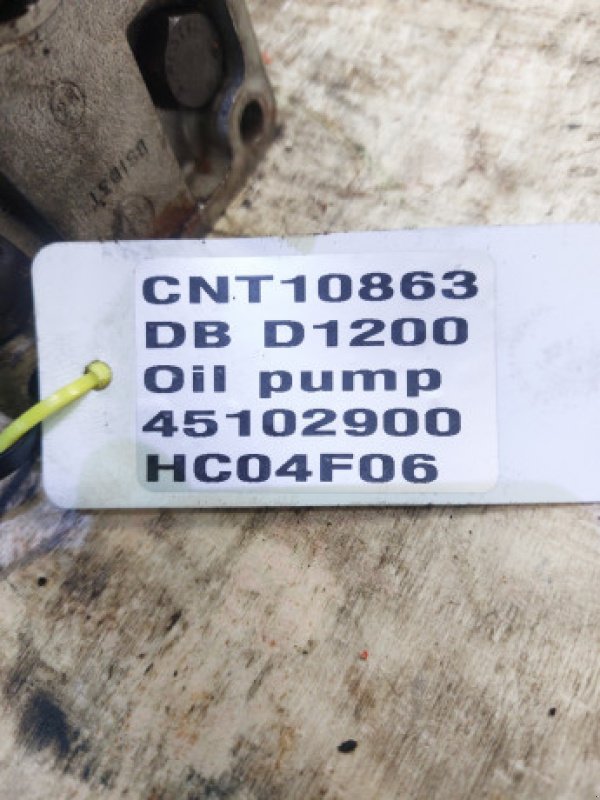 CNT10863
DB D1200
Oil pump
45102900
HC04F06